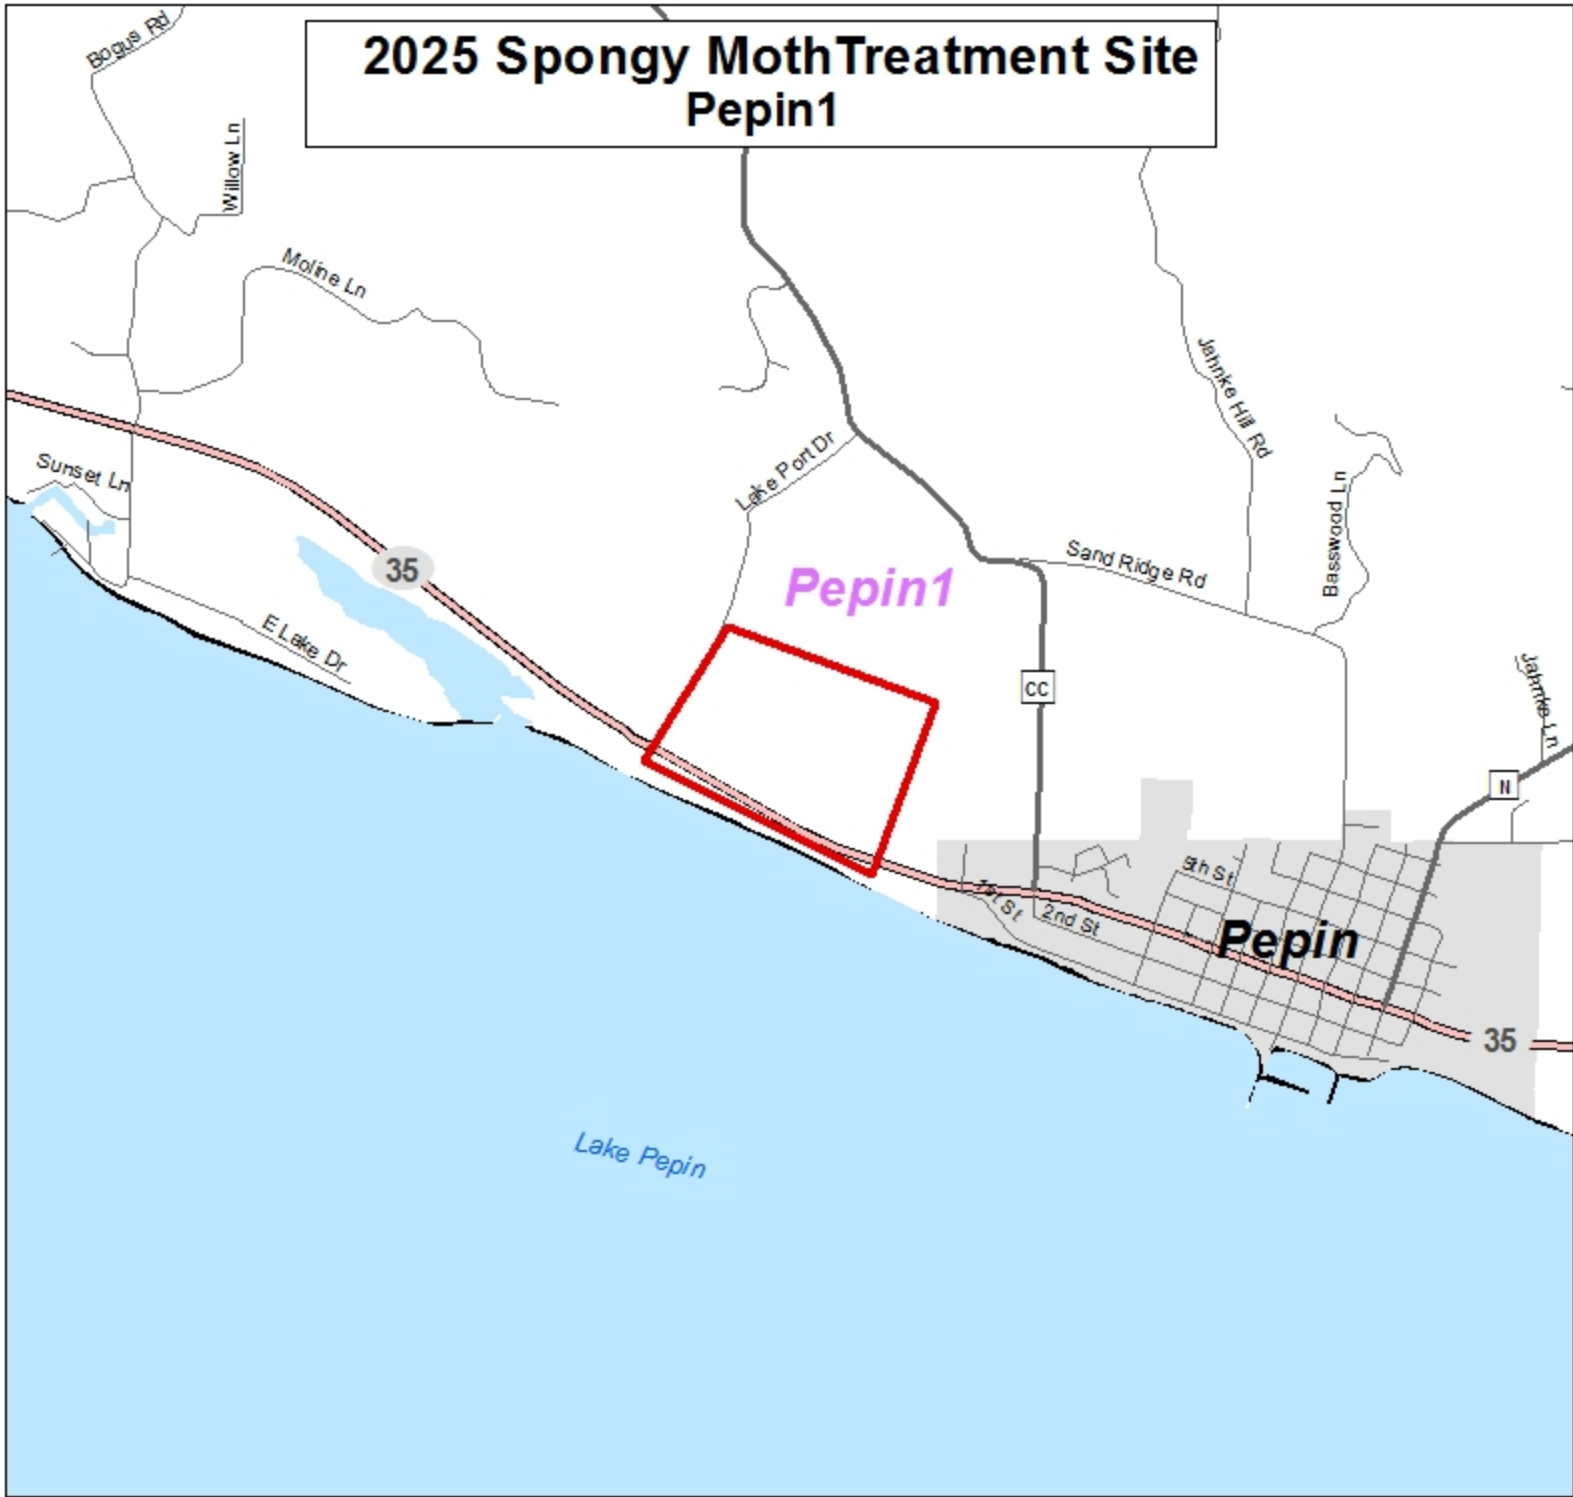 2025 Spongy MothTreatment Site
Pepin1
Bogus Rd
Willow Ln
Moline Ln
Jahnke Hill Rd
Lake Port Dr
Sunset Ln
Basswood Ln
35
Sand Ridge Rd
Pepin1
E Lake Dr
CC
Jahnke Ln
N
5th St
1st St
2nd St
Pepin
35
Lake Pepin